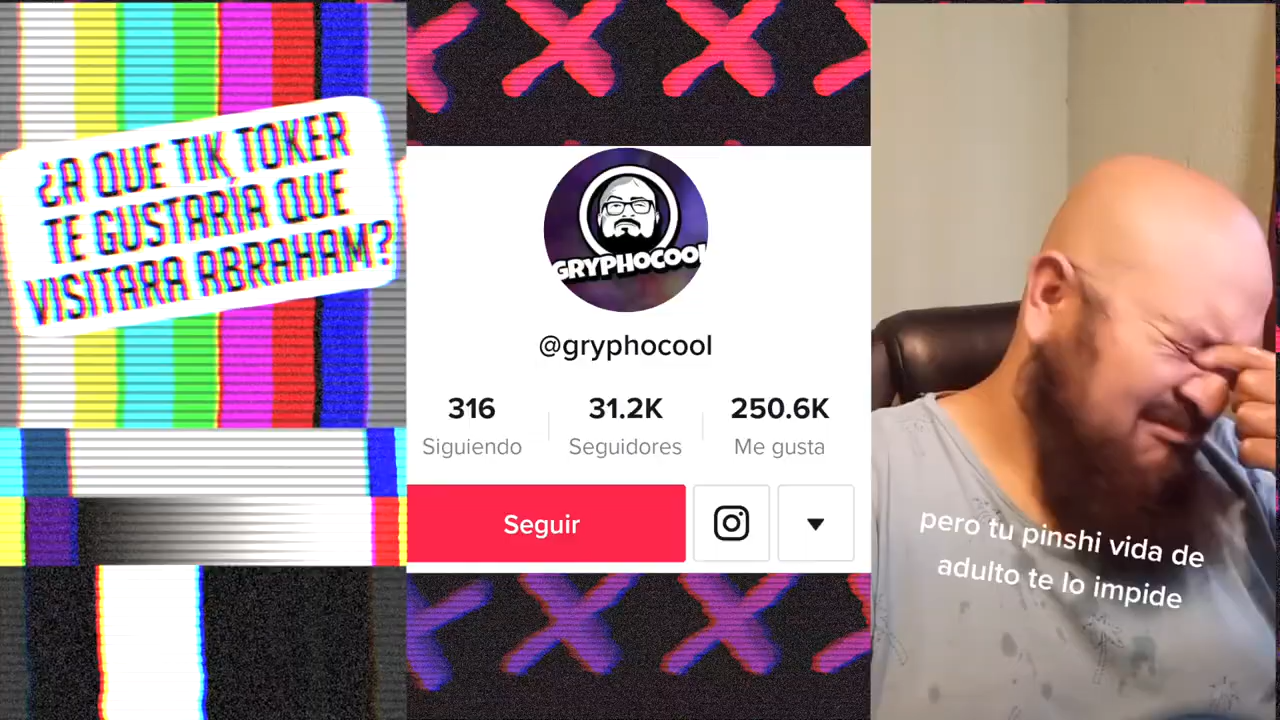 ¿A QUE TIK TOKER
TE GUSTARÍA QUE
VISITARA ABRAHAM?
GRYPHOCOOL
@gryphocool
316
31.2K
250.6K
Siguiendo
Seguidores
Me gusta
Seguir
pero tu pinshi vida de
adulto te lo impide